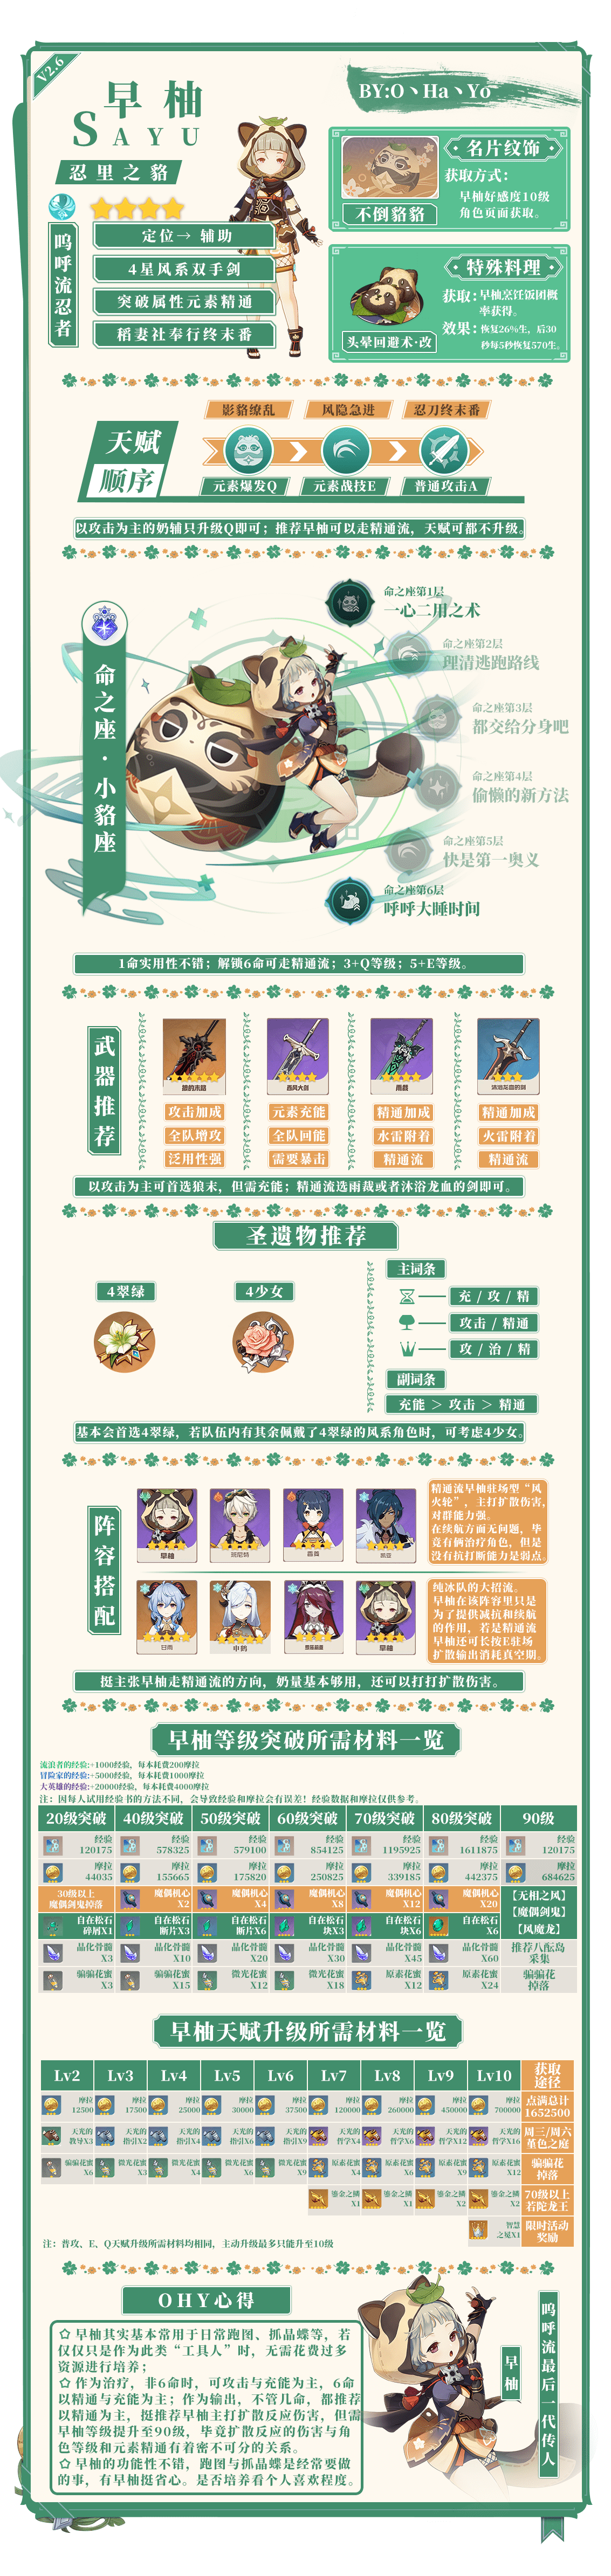 V2.6
BY:O丶Ha丶Yo
早柚
SAYU
忍里之貉
呜呼流忍者
定位→ 辅助
4星风系双手剑
突破属性元素精通
稻妻社奉行终末番
名片纹饰
获取方式：
早柚好感度10级
角色页面获取。
不倒貉貉
特殊料理
获取：早柚烹饪饭团概
率获得。
效果：恢复26%生，后30
秒每5秒恢复570生。
头晕回避术·改
天赋
顺序
影貉缭乱
风隐急进
忍刀终末番
元素爆发Q
元素战技E
普通攻击A
以攻击为主的奶辅只升级Q即可；推荐早柚可以走精通流，天赋可都不升级。
命之座·小貉座
命之座第1层
一心二用之术
命之座第2层
理清逃跑路线
命之座第3层
都交给分身吧
命之座第4层
偷懒的新方法
命之座第5层
快是第一奥义
命之座第6层
呼呼大睡时间
1命实用性不错；解锁6命可走精通流；3+Q等级；5+E等级。
武器推荐
狼的末路
西风大剑
雨裁
沐浴龙血的剑
攻击加成
元素充能
精通加成
精通加成
全队增攻
全队回能
水雷附着
火雷附着
泛用性强
需要暴击
精通流
精通流
以攻击为主可首选狼末，但需充能；精通流选雨裁或者沐浴龙血的剑即可。
圣遗物推荐
4翠绿
4少女
主词条
充 / 攻 / 精
攻击 / 精通
攻 / 治 / 精
副词条
充能 > 攻击 > 精通
基本会首选4翠绿，若队伍内有其余佩戴了4翠绿的风系角色时，可考虑4少女。
阵容搭配
早柚
班尼特
香菱
凯亚
精通流早柚驻场型“风
火轮”，主打扩散伤害，
对群能力强。
在续航方面无问题，毕
竟有俩治疗角色，但是
没有抗打断能力是弱点。
甘雨
申鹤
罗莎莉亚
早柚
纯冰队的大招流。
早柚在该阵容里只是
为了提供减抗和续航
的作用，若是精通流
早柚还可长按E驻场
扩散输出消耗真空期。
挺主张早柚走精通流的方向，奶量基本够用，还可以打打扩散伤害。
早柚等级突破所需材料一览
流浪者的经验:+1000经验，每本耗费200摩拉
冒险家的经验:+5000经验，每本耗费1000摩拉
大英雄的经验:+20000经验，每本耗费4000摩拉
注：因每人试用经验书的方法不同，会导致经验和摩拉会有误差！经验数据和摩拉仅供参考。
20级突破 40级突破 50级突破 60级突破 70级突破 80级突破 90级
经验 经验 经验 经验 经验 经验 经验
120175 578325 579100 854125 1195925 1611875 120175
摩拉 摩拉 摩拉 摩拉 摩拉 摩拉 摩拉
44035 155665 175820 250825 339185 442375 684625
30级以上 魔偶机心 魔偶机心 魔偶机心 魔偶机心 魔偶机心 【无相之风】
魔偶剑鬼掉落 X2 X4 X8 X12 X20 【魔偶剑鬼】
自在松石 自在松石 自在松石 自在松石 自在松石 自在松石 【风魔龙】
碎屑X1 断片X3 断片X6 块X3 块X6 X6
晶化骨髓 晶化骨髓 晶化骨髓 晶化骨髓 晶化骨髓 晶化骨髓 推荐八酝岛
X3 X10 X20 X30 X45 X60 采集
骗骗花蜜 骗骗花蜜 微光花蜜 微光花蜜 原素花蜜 原素花蜜 骗骗花
X3 X15 X12 X18 X12 X24 掉落
早柚天赋升级所需材料一览
Lv2 Lv3 Lv4 Lv5 Lv6 Lv7 Lv8 Lv9 Lv10 获取
途径
摩拉 摩拉 摩拉 摩拉 摩拉 摩拉 摩拉 摩拉 摩拉 点满总计
12500 17500 25000 30000 37500 120000 260000 450000 700000 1652500
天光的 天光的 天光的 天光的 天光的 天光的 天光的 天光的 天光的 周三/周六
教导X3 指引X2 指引X4 指引X6 指引X9 哲学X4 哲学X6 哲学X12 哲学X16 堇色之庭
骗骗花蜜 微光花蜜 微光花蜜 微光花蜜 微光花蜜 原素花蜜 原素花蜜 原素花蜜 原素花蜜 骗骗花
X6 X3 X4 X6 X9 X4 X6 X9 X12 掉落
鎏金之鳞 鎏金之鳞 鎏金之鳞 鎏金之鳞 70级以上
X1 X1 X2 X2 若陀龙王
智慧 限时活动
之冕X1 奖励
注：普攻、E、Q天赋升级所需材料均相同，主动升级最多只能升至10级
OHY心得
早柚其实基本常用于日常跑图、抓晶蝶等，若
仅仅只是作为此类“工具人”时，无需花费过多
资源进行培养；
作为治疗，非6命时，可攻击与充能为主，6命
以精通与充能为主；作为输出，不管几命，都推荐
以精通为主，挺推荐早柚主打扩散反应伤害，但需
早柚等级提升至90级，毕竟扩散反应的伤害与角
色等级和元素精通有着密不可分的关系。
早柚的功能性不错，跑图与抓晶蝶是经常要做
的事，有早柚挺省心。是否培养看个人喜欢程度。
早柚
呜呼流最后一代传人